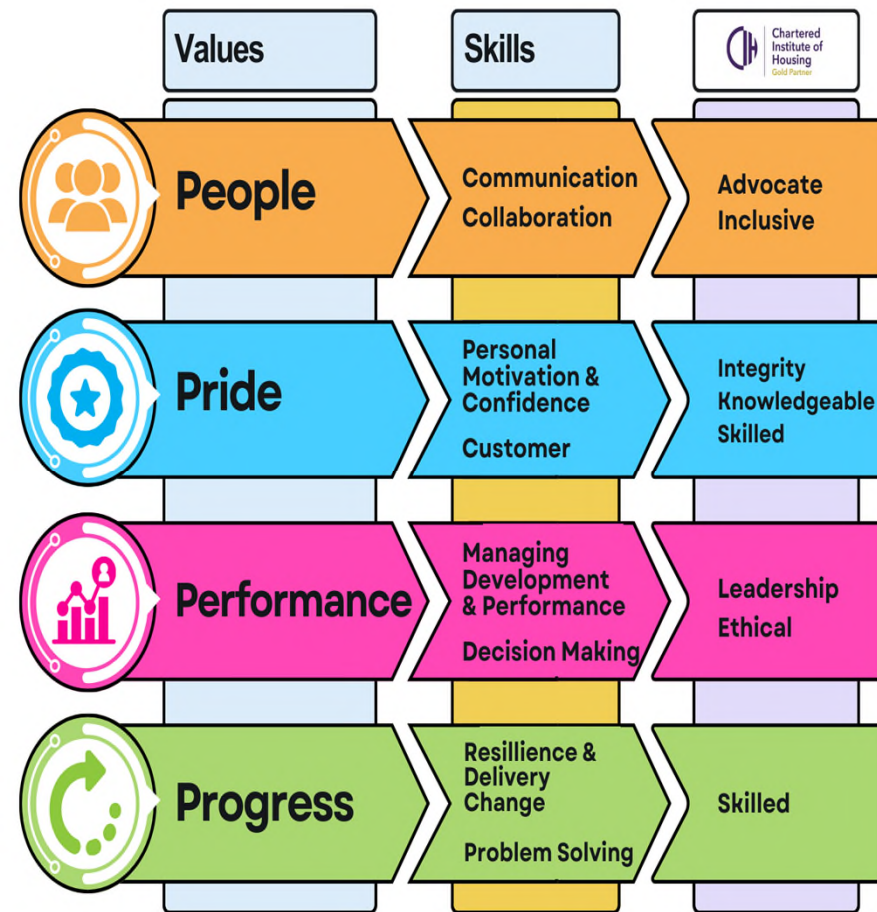 Values
Skills
Chartered
Institute of
Housing
Gold Partner
People
Communication
Collaboration
Advocate
Inclusive
Pride
Personal
Motivation &
Confidence
Customer
Integrity
Knowledgeable
Skilled
Performance
Managing
Development
& Performance
Decision Making
Leadership
Ethical
Progress
Resillience &
Delivery
Change
Problem Solving
Skilled